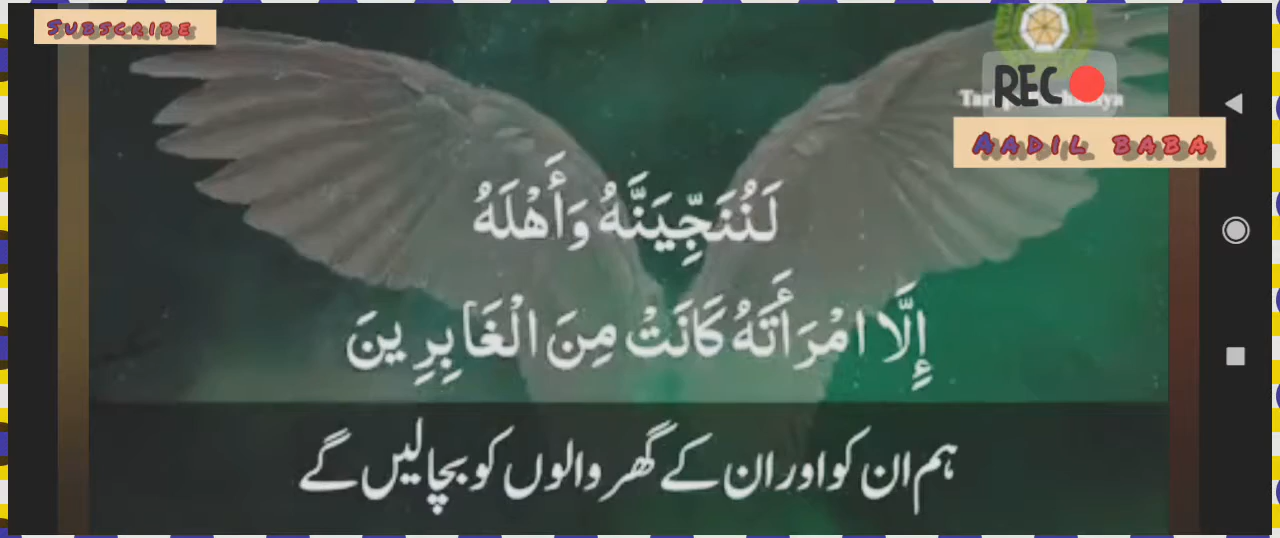 SUBSCRIBE
REC
AADIL BABA
لَنُنَجِّيَنَّهُ وَأَهْلَهُ
إِلَّا امْرَأَتَهُ كَانَتْ مِنَ الْغَابِرِينَ
ہم ان کو اور ان کے گھر والوں کو بچا لیں گے